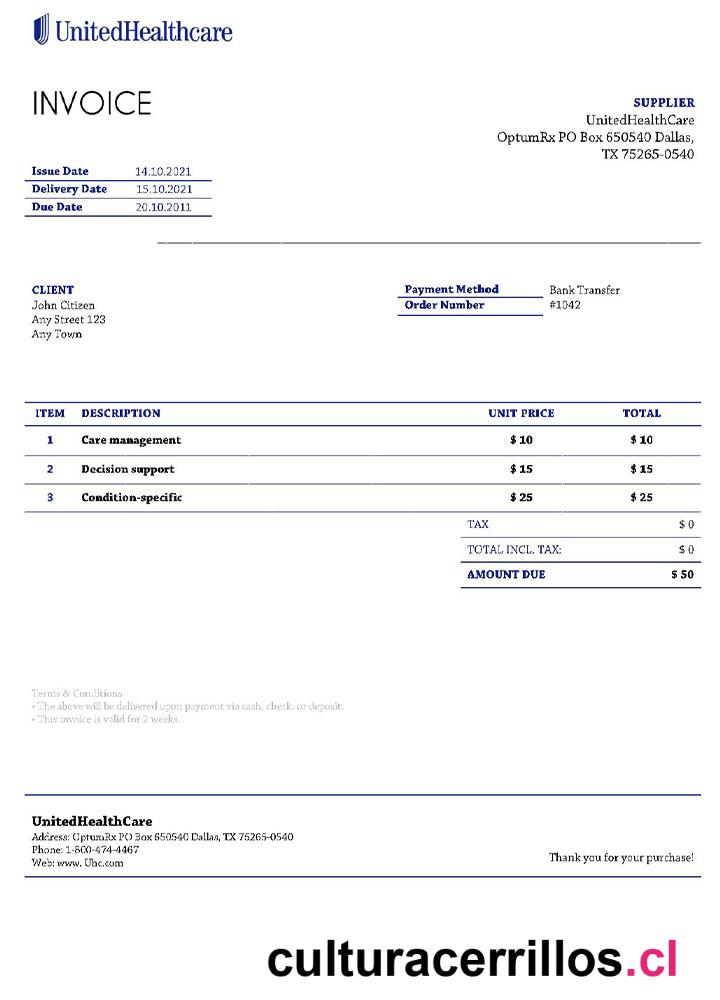 UnitedHealthcare
INVOICE
SUPPLIER
UnitedHealthCare
OptumRx PO Box 650540 Dallas,
TX 75265-0540
Issue Date 14.10.2021
Delivery Date 15.10.2021
Due Date 20.10.2011
CLIENT
John Citizen
Any Street 123
Any Town
Payment Method Bank Transfer
Order Number #1042
ITEM DESCRIPTION UNIT PRICE TOTAL
1 Care management $ 10 $ 10
2 Decision support $ 15 $ 15
3 Condition-specific $ 25 $ 25
TAX $ 0
TOTAL INCL. TAX: $ 0
AMOUNT DUE $ 50
Terms & Conditions
• The above will be delivered upon payment via cash, check, or deposit.
• This invoice is valid for 2 weeks.
UnitedHealthCare
Address: OptumRx PO Box 650540 Dallas, TX 75265-0540
Phone: 1-800-474-4467
Web: www. Uhc.com
Thank you for your purchase!
culturacerrillos.cl